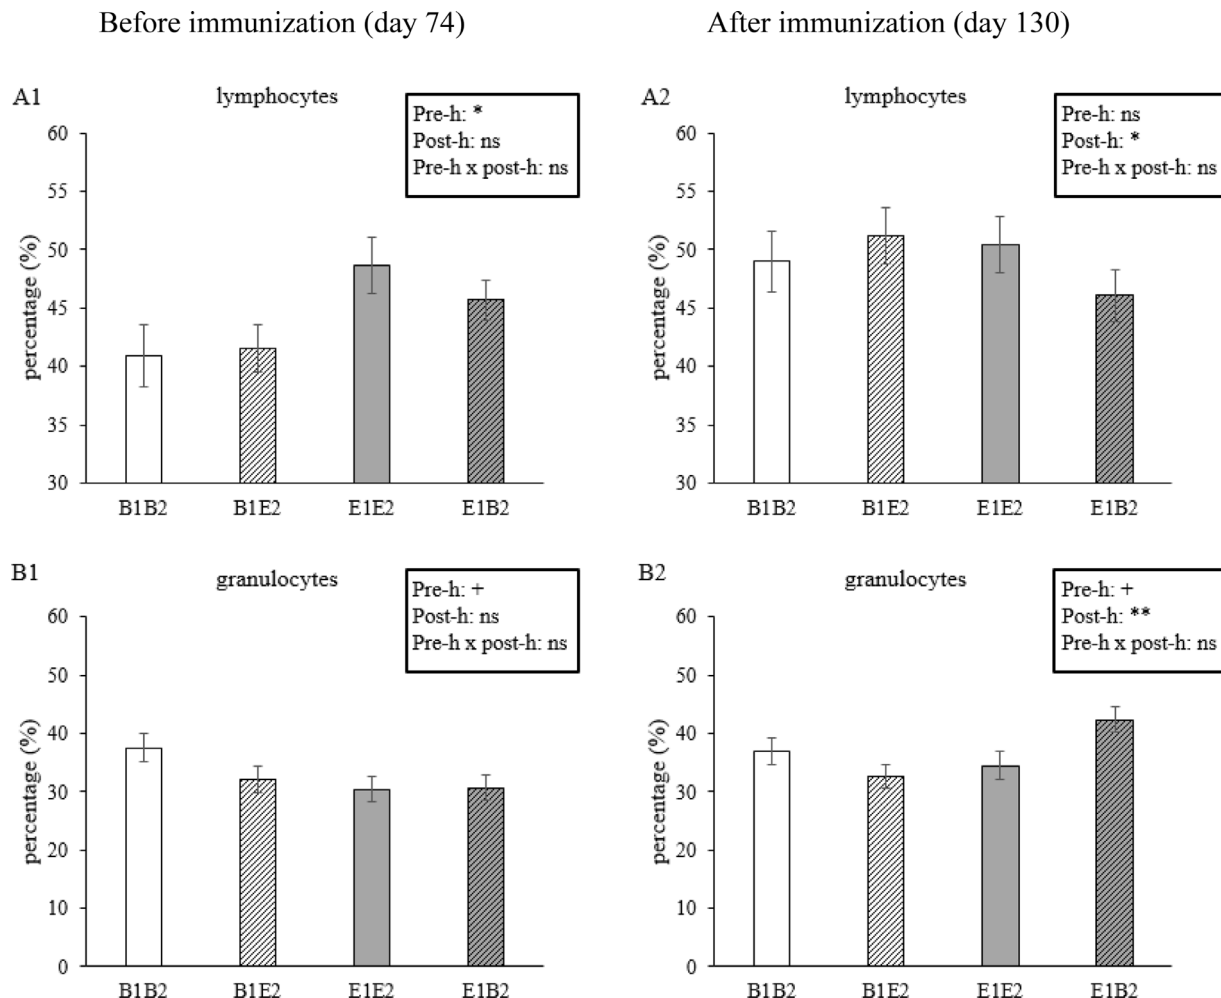 Before immunization (day 74)
After immunization (day 130)
A1
lymphocytes
Pre-h: *
Post-h: ns
Pre-h x post-h: ns
percentage (%)
60
55
50
45
40
35
30
B1B2
B1E2
E1E2
E1B2
A2
lymphocytes
Pre-h: ns
Post-h: *
Pre-h x post-h: ns
percentage (%)
60
55
50
45
40
35
30
B1B2
B1E2
E1E2
E1B2
B1
granulocytes
Pre-h: +
Post-h: ns
Pre-h x post-h: ns
percentage (%)
60
50
40
30
20
10
0
B1B2
B1E2
E1E2
E1B2
B2
granulocytes
Pre-h: +
Post-h: **
Pre-h x post-h: ns
percentage (%)
60
50
40
30
20
10
0
B1B2
B1E2
E1E2
E1B2